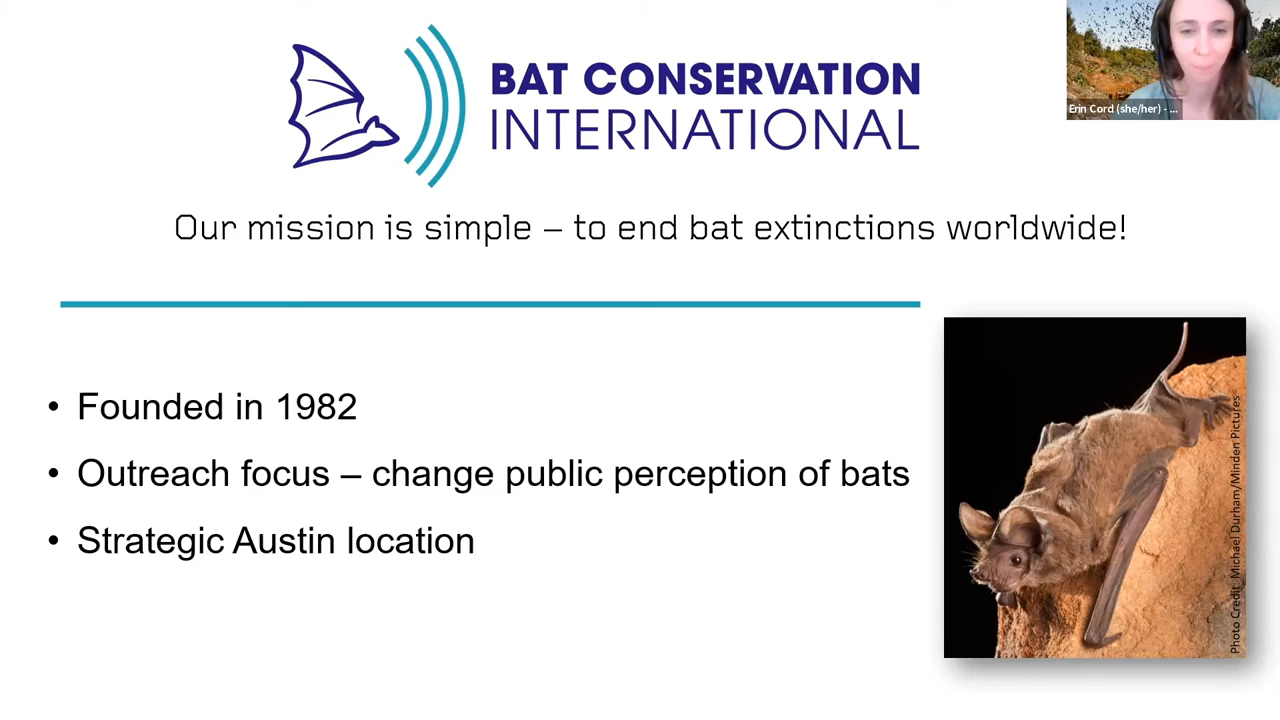 BAT CONSERVATION
INTERNATIONAL
Erin Cord (she/her) - ...
Our mission is simple – to end bat extinctions worldwide!
• Founded in 1982
• Outreach focus – change public perception of bats
• Strategic Austin location
Photo Credit: Michael Durham/Minden Pictures